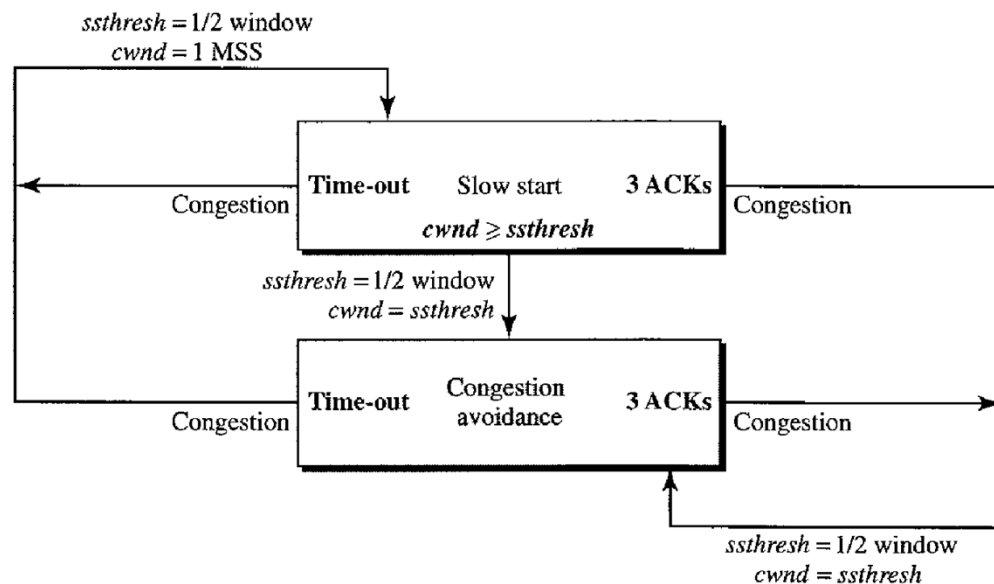 ssthresh = 1/2 window
cwnd = 1 MSS
Time-out Slow start 3 ACKs
Congestion Congestion
cwnd ⩾ ssthresh
ssthresh = 1/2 window
cwnd = ssthresh
Time-out Congestion 3 ACKs
avoidance
Congestion Congestion
ssthresh = 1/2 window
cwnd = ssthresh